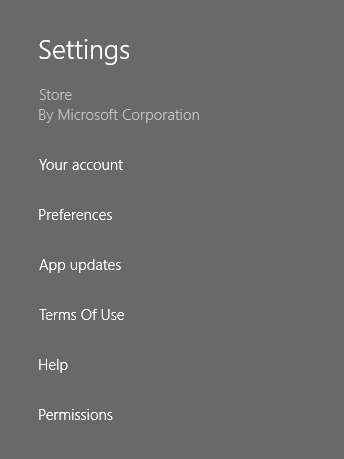 Settings
Store
By Microsoft Corporation
Your account
Preferences
App updates
Terms Of Use
Help
Permissions